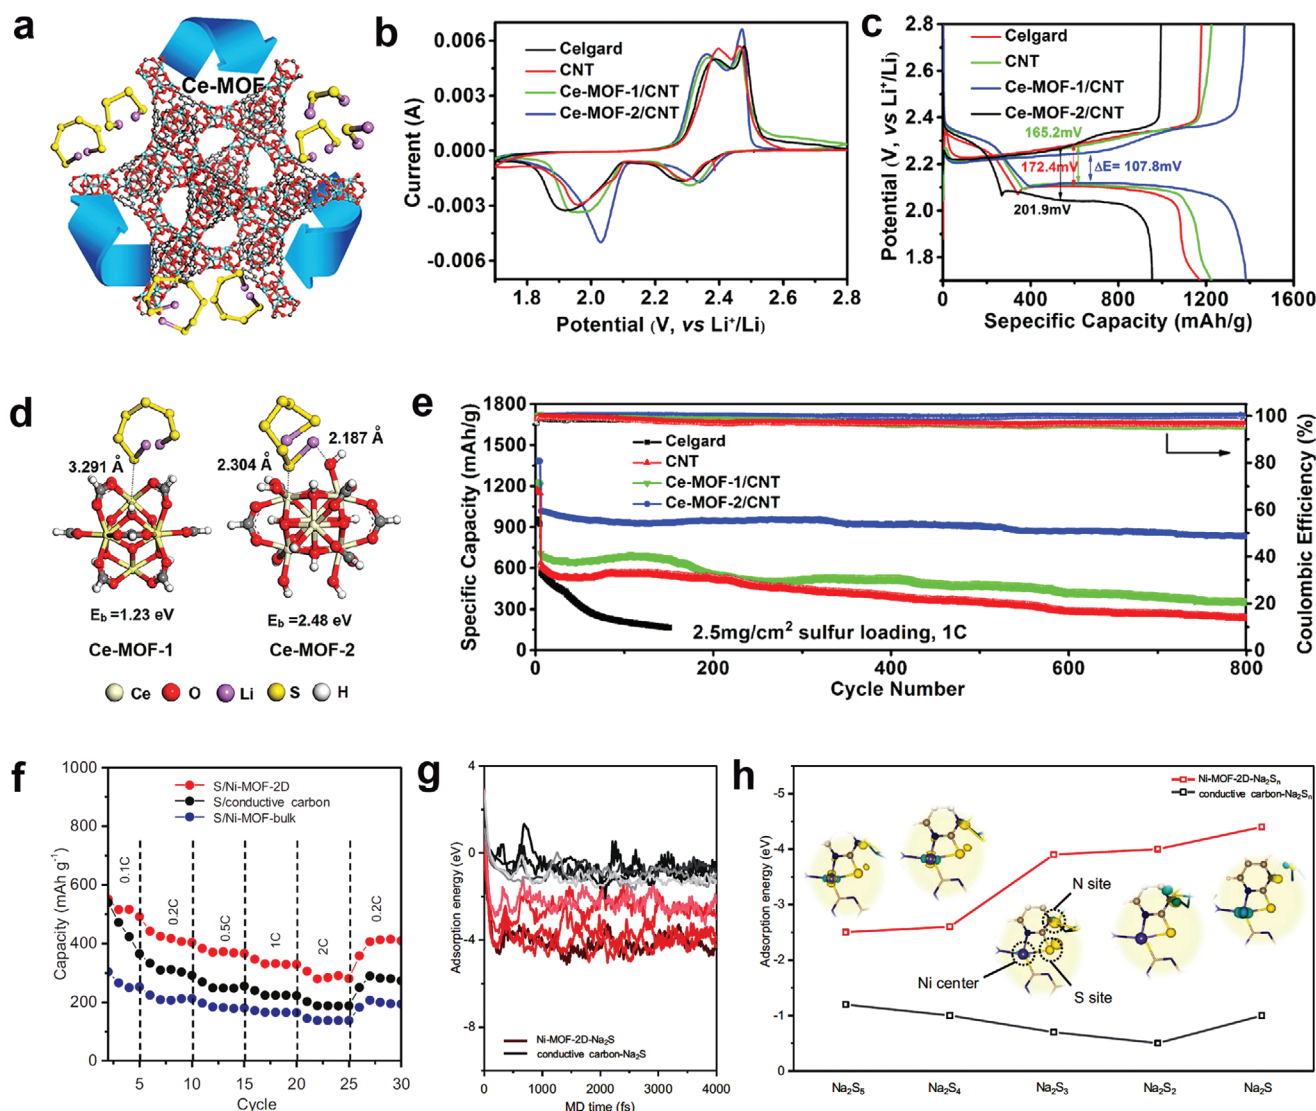 a
Ce-MOF
b
Current (A)
0.006
0.003
0.000
-0.003
-0.006
Celgard
CNT
Ce-MOF-1/CNT
Ce-MOF-2/CNT
1.8 2.0 2.2 2.4 2.6 2.8
Potential (V, vs Li⁺/Li)
c
Potential (V, vs Li⁺/Li)
2.8
2.6
2.4
2.2
2.0
1.8
Celgard
CNT
Ce-MOF-1/CNT
Ce-MOF-2/CNT
165.2mV
172.4mV
ΔE= 107.8mV
201.9mV
0 400 800 1200 1600
Sepecific Capacity (mAh/g)
d
3.291 Å
2.304 Å
2.187 Å
E_b =1.23 eV
E_b =2.48 eV
Ce-MOF-1
Ce-MOF-2
Ce O Li S H
e
Specific Capacity (mAh/g)
1800
1500
1200
900
600
300
0
Celgard
CNT
Ce-MOF-1/CNT
Ce-MOF-2/CNT
2.5mg/cm² sulfur loading, 1C
100
80
60
40
20
0
Coulombic Efficiency (%)
0 200 400 600 800
Cycle Number
f
Capacity (mAh g⁻¹)
1000
800
600
400
200
0
S/Ni-MOF-2D
S/conductive carbon
S/Ni-MOF-bulk
0.1C
0.2C
0.5C
1C
2C
0.2C
5 10 15 20 25 30
Cycle
g
Adsorption energy (eV)
4
0
-4
-8
Ni-MOF-2D-Na₂S
conductive carbon-Na₂S
0 1000 2000 3000 4000
MD time (fs)
h
Adsorption energy (eV)
-5
-4
-3
-2
-1
0
Ni-MOF-2D-Na₂Sₙ
conductive carbon-Na₂Sₙ
N site
Ni center
S site
Na₂S₅ Na₂S₄ Na₂S₃ Na₂S₂ Na₂S